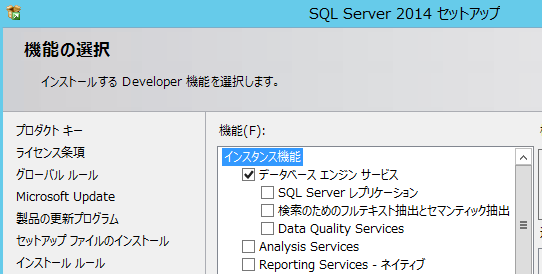 SQL Server 2014 セットアップ
機能の選択
インストールする Developer 機能を選択します。
プロダクト キー
ライセンス条項
グローバル ルール
Microsoft Update
製品の更新プログラム
セットアップ ファイルのインストール
インストール ルール
機能(F):
インスタンス機能
データベース エンジン サービス
SQL Server レプリケーション
検索のためのフルテキスト抽出とセマンティック抽出
Data Quality Services
Analysis Services
Reporting Services - ネイティブ